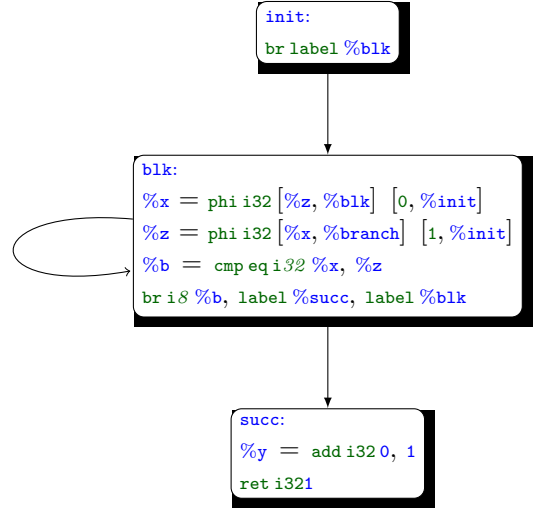 init:
br label %blk
blk:
%x = phi i32 [%z, %blk] [0, %init]
%z = phi i32 [%x, %branch] [1, %init]
%b = cmp eq i32 %x, %z
br i8 %b, label %succ, label %blk
succ:
%y = add i32 0, 1
ret i321